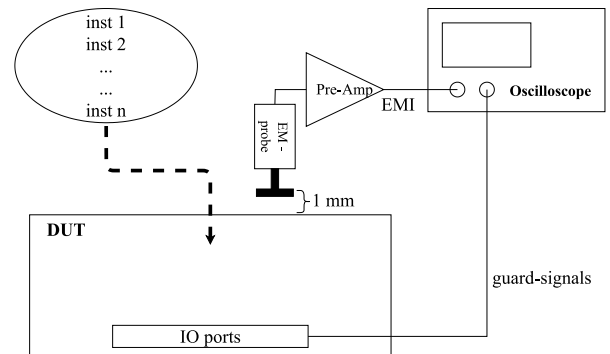 inst 1
inst 2
...
...
inst n
Pre-Amp
EMI
Oscilloscope
EM -
probe
1 mm
DUT
guard-signals
IO ports